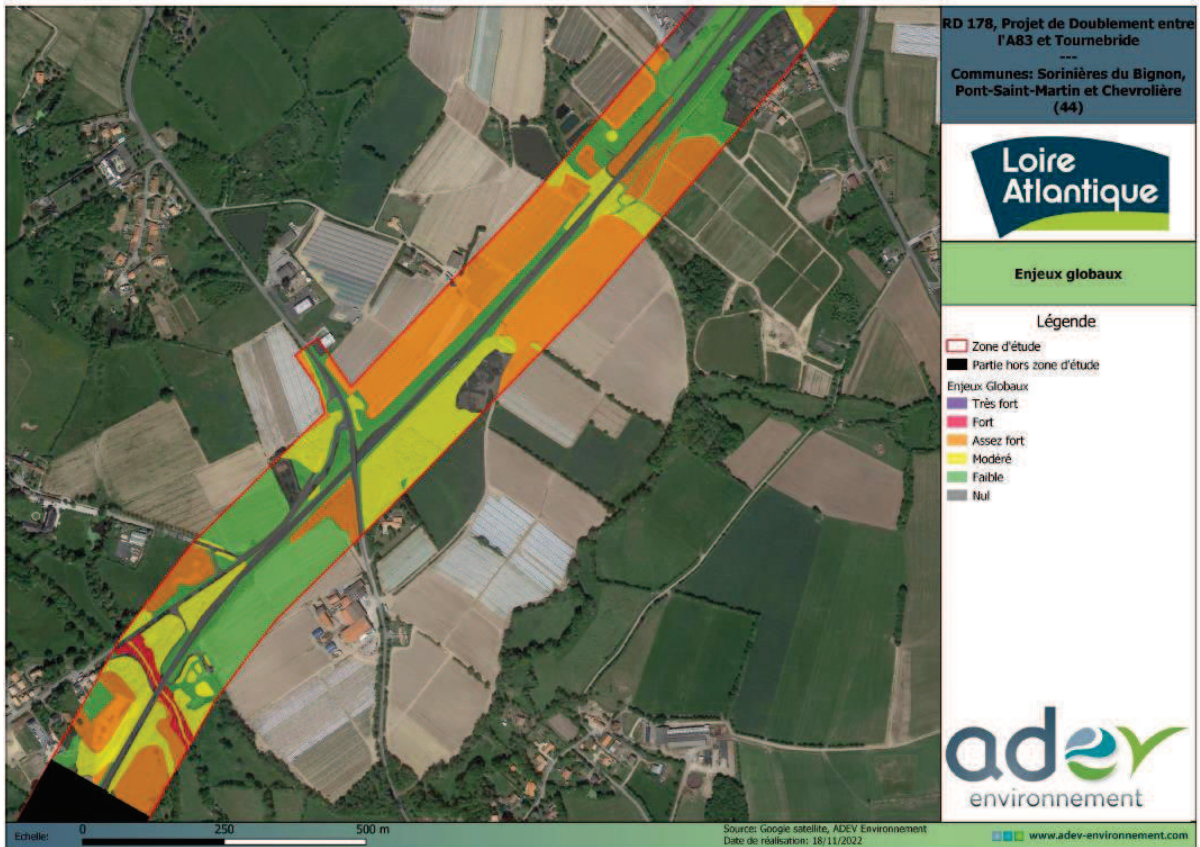 RD 178, Projet de Doublement entre
l'A83 et Tournebride
---
Communes: Sorinières du Bignon,
Pont-Saint-Martin et Chevrolière
(44)
Loire
Atlantique
Enjeux globaux
Légende
Zone d'étude
Partie hors zone d'étude
Enjeux Globaux
Très fort
Fort
Assez fort
Modéré
Faible
Nul
adev
environnement
Echelle:
0 250 500 m
Source: Google satellite, ADEV Environnement
Date de réalisation: 18/11/2022
www.adev-environnement.com